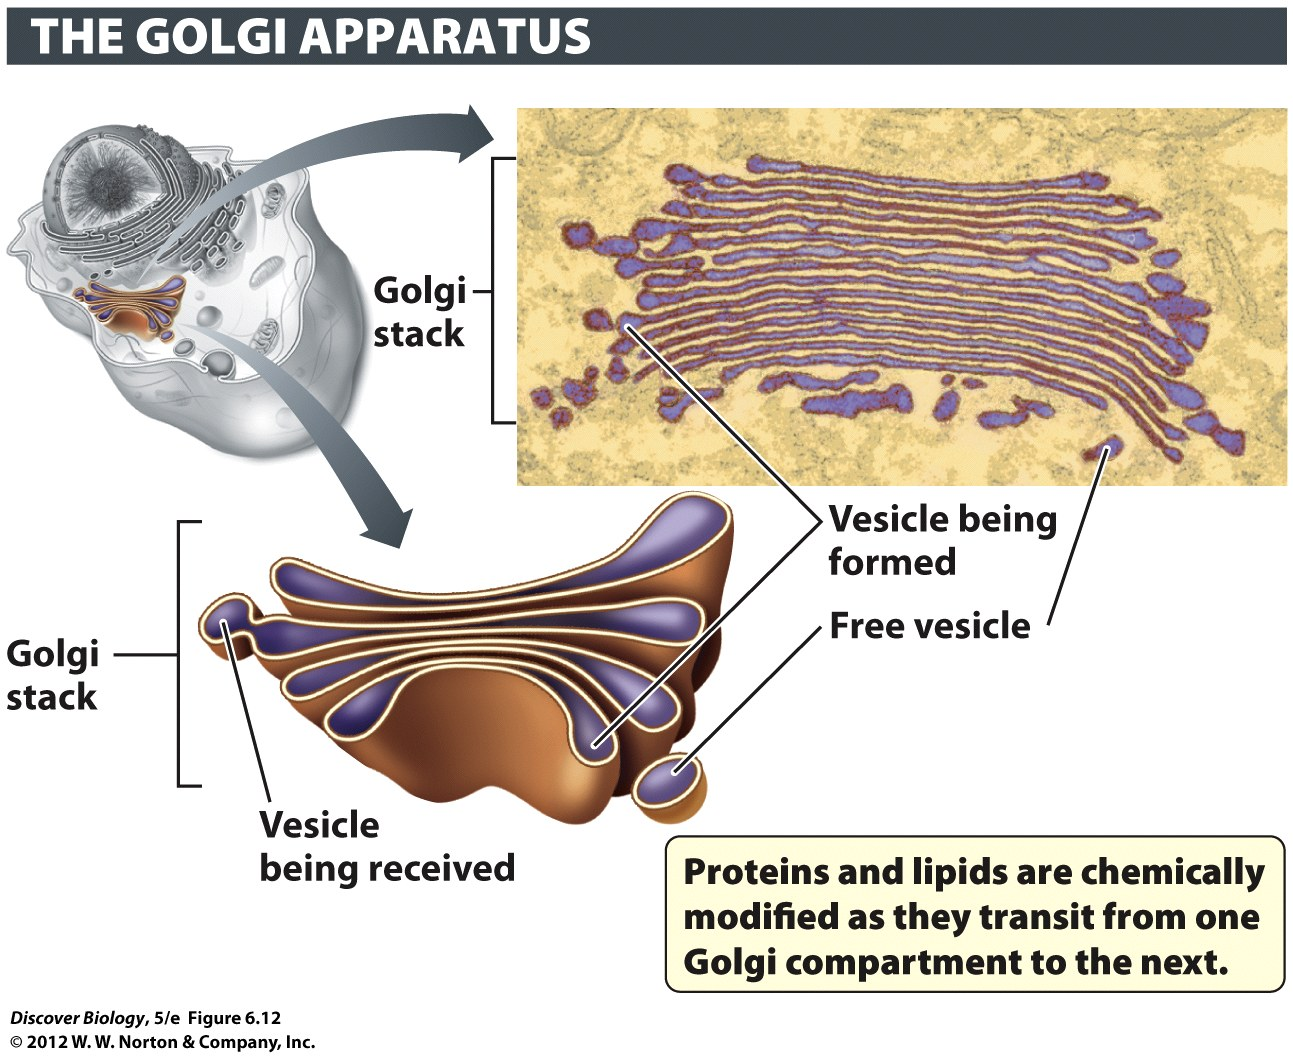 THE GOLGI APPARATUS
Golgi
stack
Vesicle being
formed
Free vesicle
Golgi
stack
Vesicle
being received
Proteins and lipids are chemically
modified as they transit from one
Golgi compartment to the next.
Discover Biology, 5/e Figure 6.12
© 2012 W. W. Norton & Company, Inc.